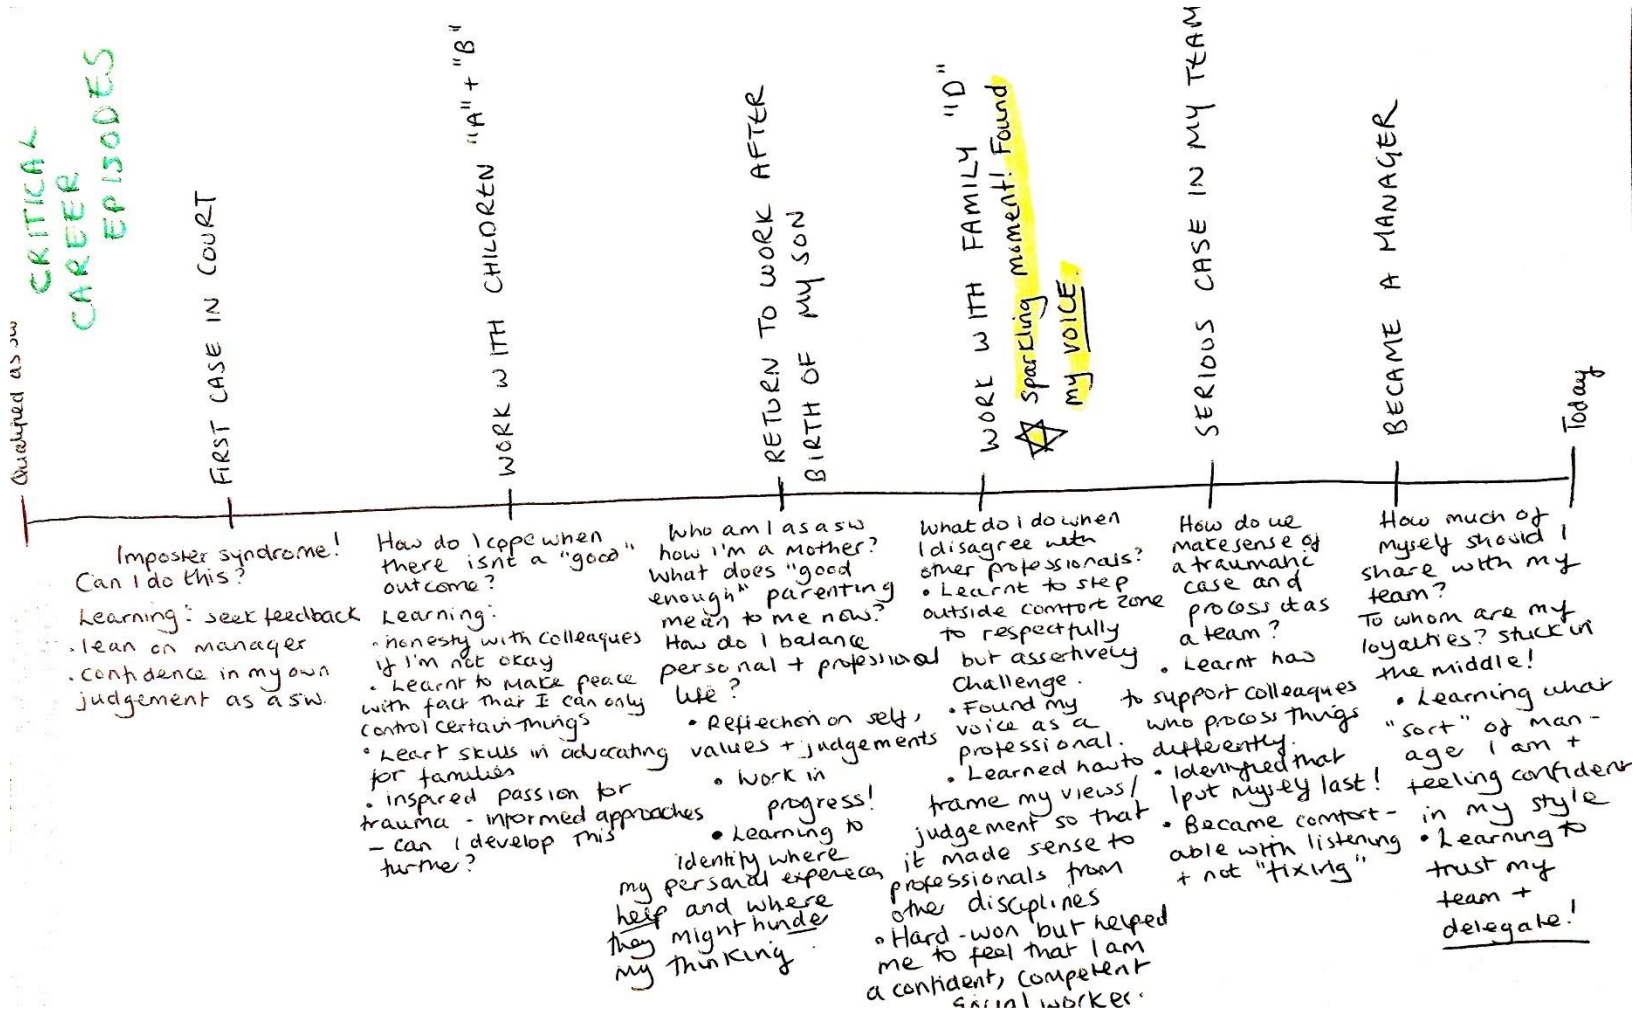 CRITICAL
CAREER
EPISODES
Qualified as sw
FIRST CASE IN COURT
WORK WITH CHILDREN "A" + "B"
RETURN TO WORK AFTER
BIRTH OF MY SON
WORK WITH FAMILY "D"
sparkling moment! Found
my VOICE.
SERIOUS CASE IN MY TEAM
BECAME A MANAGER
Today
Imposter syndrome!
Can I do this?
Learning: seek feedback
• lean on manager
• confidence in my own
judgement as a sw.
How do I cope when
there isnt a "good"
outcome?
Learning:
• honesty with colleagues
if I'm not okay
• Learnt to make peace
with fact that I can only
control certain things
• Leart skills in advocating
for families
• inspired passion for
trauma - informed approaches
- can I develop this
further?
Who am I as a sw
now I'm a Mother?
What does "good
enough" parenting
mean to me now?
How do I balance
personal + professional
life?
• Reflection on self,
values + judgements
• Work in
progress!
• Learning to
identify where
my personal
help and where
they might hinder
my thinking
What do I do when
I disagree with
other professionals?
• Learnt to step
outside comfort zone
to respectfully
but assertively
challenge.
• Found my
voice as a
professional.
• Learned how to
frame my views/
judgement so that
it made sense to
professionals from
other disciplines
• Hard-won but helped
me to feel that I am
a confident, competent
social worker.
How do we
make sense of
a traumatic
case and
process it as
a team?
• Learnt how
to support colleagues
who process things
differently.
• Identified that
I put myself last!
• Became comfort-
able with listening
+ not "fixing"
How much of
myself should I
share with my
team?
To whom are my
loyalties? stuck in
the middle!
• Learning what
"sort" of man-
age I am +
feeling confident
in my style
• Learning to
trust my
team +
delegate!